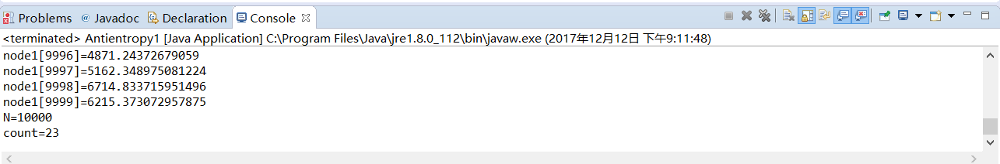 Problems @ Javadoc Declaration Console
<terminated> Antientropy1 [Java Application] C:\Program Files\Java\jre1.8.0_112\bin\javaw.exe (2017年12月12日 下午9:11:48)
node1[9996]=4871.24372679059
node1[9997]=5162.348975081224
node1[9998]=6714.833715951496
node1[9999]=6215.373072957875
N=10000
count=23